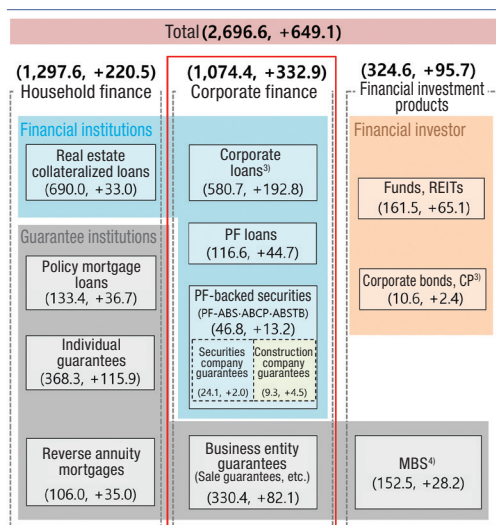 Total (2,696.6, +649.1)
(1,297.6, +220.5)
Household finance
(1,074.4, +332.9)
Corporate finance
(324.6, +95.7)
Financial investment
products
Financial institutions
Real estate
collateralized loans
(690.0, +33.0)
Corporate
loans³⁾
(580.7, +192.8)
PF loans
(116.6, +44.7)
PF-backed securities
(PF-ABS·ABCP·ABSTB)
(46.8, +13.2)
Securities
company
guarantees
(24.1, +2.0)
Construction
company
guarantees
(9.3, +4.5)
Financial investor
Funds, REITs
(161.5, +65.1)
Corporate bonds, CP³⁾
(10.6, +2.4)
Guarantee institutions
Policy mortgage
loans
(133.4, +36.7)
Individual
guarantees
(368.3, +115.9)
Reverse annuity
mortgages
(106.0, +35.0)
Business entity
guarantees
(Sale guarantees, etc.)
(330.4, +82.1)
MBS⁴⁾
(152.5, +28.2)